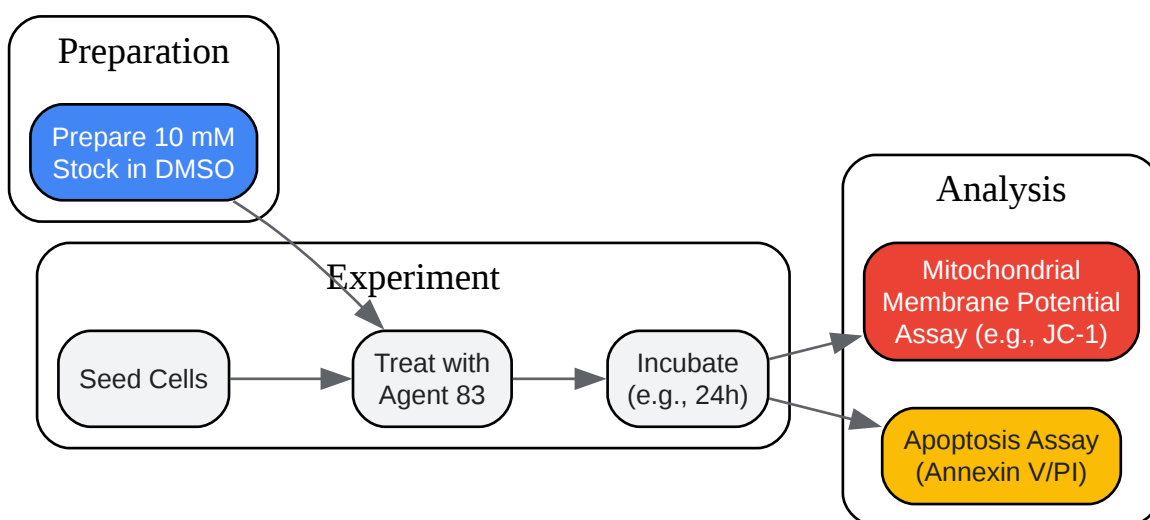 Preparation
Prepare 10 mM
Stock in DMSO
Experiment
Seed Cells
Treat with
Agent 83
Incubate
(e.g., 24h)
Analysis
Mitochondrial
Membrane Potential
Assay (e.g., JC-1)
Apoptosis Assay
(Annexin V/PI)